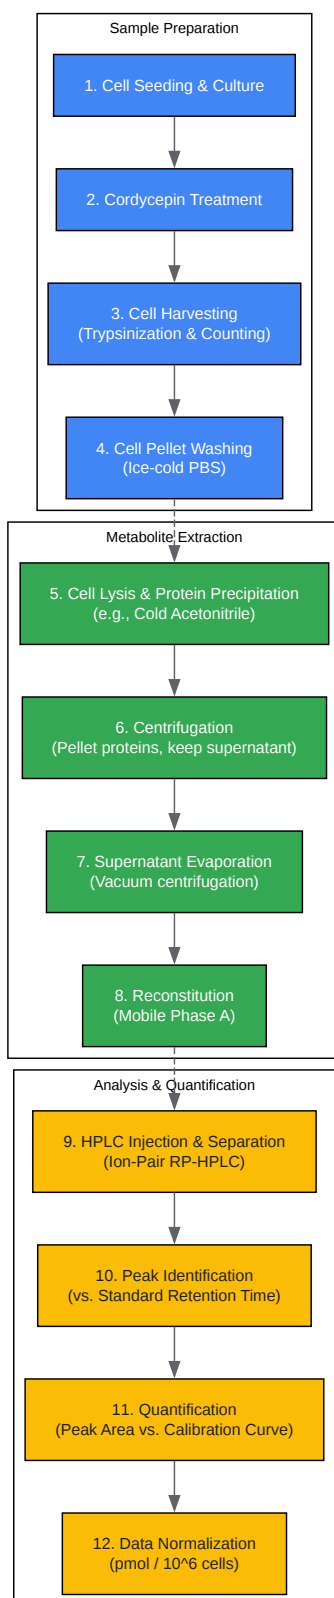 Sample Preparation
1. Cell Seeding & Culture
2. Cordycepin Treatment
3. Cell Harvesting
(Trypsinization & Counting)
4. Cell Pellet Washing
(Ice-cold PBS)
Metabolite Extraction
5. Cell Lysis & Protein Precipitation
(e.g., Cold Acetonitrile)
6. Centrifugation
(Pellet proteins, keep supernatant)
7. Supernatant Evaporation
(Vacuum centrifugation)
8. Reconstitution
(Mobile Phase A)
Analysis & Quantification
9. HPLC Injection & Separation
(Ion-Pair RP-HPLC)
10. Peak Identification
(vs. Standard Retention Time)
11. Quantification
(Peak Area vs. Calibration Curve)
12. Data Normalization
(pmol / 10^6 cells)